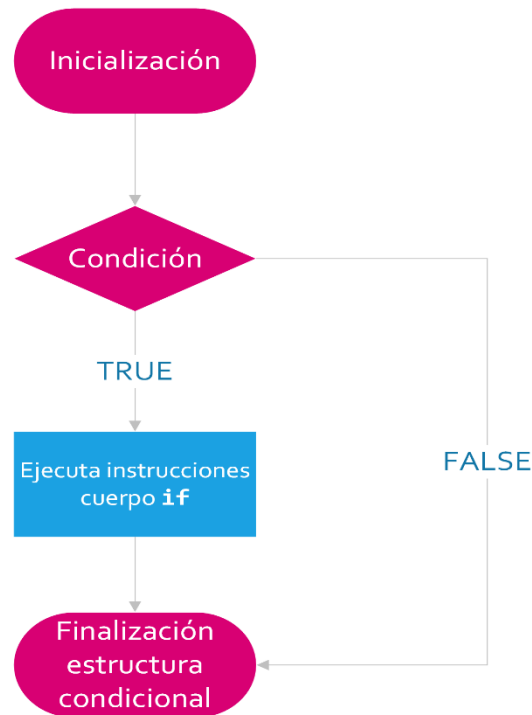 Inicialización
Condición
TRUE
Ejecuta instrucciones
cuerpo if
FALSE
Finalización
estructura
condicional